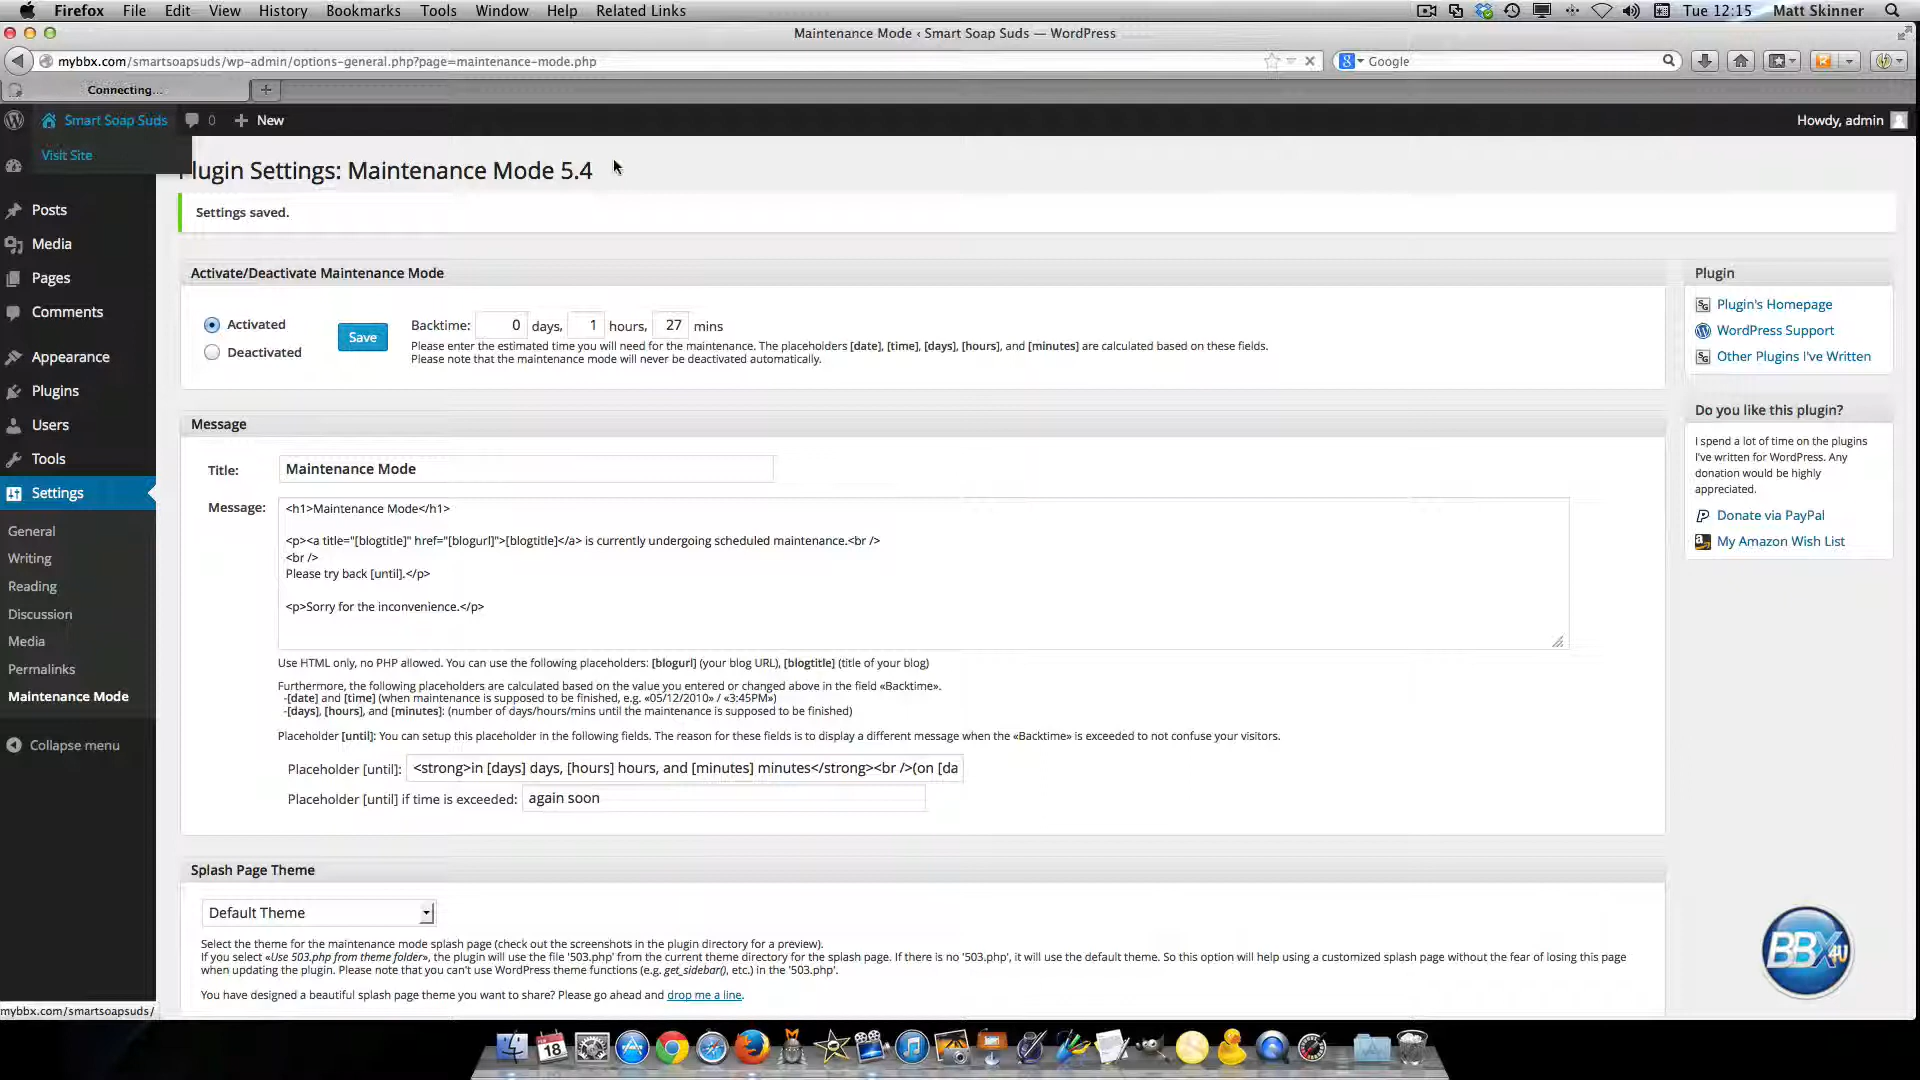 Firefox File Edit View History Bookmarks Tools Window Help Related Links Tue 12:15 Matt Skinner
Maintenance Mode ‹ Smart Soap Suds — WordPress
mybbx.com/smartsoapsuds/wp-admin/options-general.php?page=maintenance-mode.php Google
Connecting...
Smart Soap Suds 0 New Howdy, admin
Visit Site
lugin Settings: Maintenance Mode 5.4
Settings saved.
Posts
Media
Pages
Comments
Appearance
Plugins
Users
Tools
Settings
General
Writing
Reading
Discussion
Media
Permalinks
Maintenance Mode
Collapse menu
Activate/Deactivate Maintenance Mode
Activated
Deactivated
Save
Backtime: 0 days, 1 hours, 27 mins
Please enter the estimated time you will need for the maintenance. The placeholders [date], [time], [days], [hours], and [minutes] are calculated based on these fields.
Please note that the maintenance mode will never be deactivated automatically.
Message
Title: Maintenance Mode
Message: <h1>Maintenance Mode</h1>
<p><a title="[blogtitle]" href="[blogurl]">[blogtitle]</a> is currently undergoing scheduled maintenance.<br />
<br />
Please try back [until].</p>
<p>Sorry for the inconvenience.</p>
Use HTML only, no PHP allowed. You can use the following placeholders: [blogurl] (your blog URL), [blogtitle] (title of your blog)
Furthermore, the following placeholders are calculated based on the value you entered or changed above in the field «Backtime».
-[date] and [time] (when maintenance is supposed to be finished, e.g. «05/12/2010» / «3:45PM»)
-[days], [hours], and [minutes]: (number of days/hours/mins until the maintenance is supposed to be finished)
Placeholder [until]: You can setup this placeholder in the following fields. The reason for these fields is to display a different message when the «Backtime» is exceeded to not confuse your visitors.
Placeholder [until]: <strong>in [days] days, [hours] hours, and [minutes] minutes</strong><br />(on [da
Placeholder [until] if time is exceeded: again soon
Splash Page Theme
Default Theme
Select the theme for the maintenance mode splash page (check out the screenshots in the plugin directory for a preview).
If you select «Use 503.php from theme folder», the plugin will use the file '503.php' from the current theme directory for the splash page. If there is no '503.php', it will use the default theme. So this option will help using a customized splash page without the fear of losing this page
when updating the plugin. Please note that you can't use WordPress theme functions (e.g. get_sidebar(), etc.) in the '503.php'.
You have designed a beautiful splash page theme you want to share? Please go ahead and drop me a line.
Plugin
Plugin's Homepage
WordPress Support
Other Plugins I've Written
Do you like this plugin?
I spend a lot of time on the plugins
I've written for WordPress. Any
donation would be highly
appreciated.
Donate via PayPal
My Amazon Wish List
BBX4U
mybbx.com/smartsoapsuds/
18